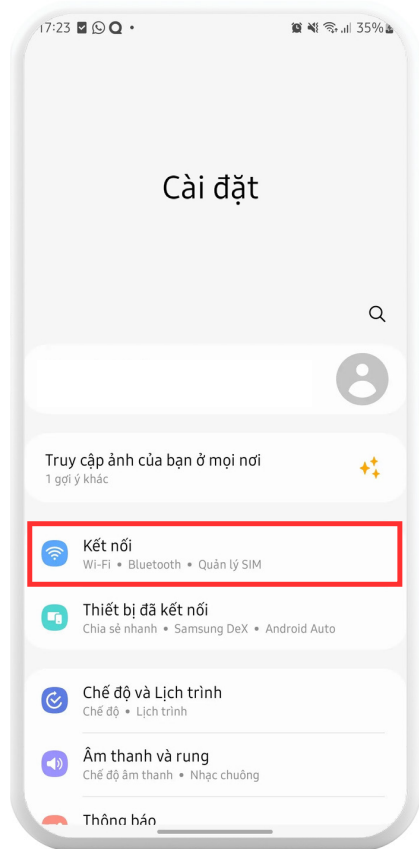 17:23
35%
Cài đặt
Truy cập ảnh của bạn ở mọi nơi
1 gợi ý khác
Kết nối
Wi-Fi • Bluetooth • Quản lý SIM
Thiết bị đã kết nối
Chia sẻ nhanh • Samsung DeX • Android Auto
Chế độ và Lịch trình
Chế độ • Lịch trình
Âm thanh và rung
Chế độ âm thanh • Nhạc chuông
Thông báo